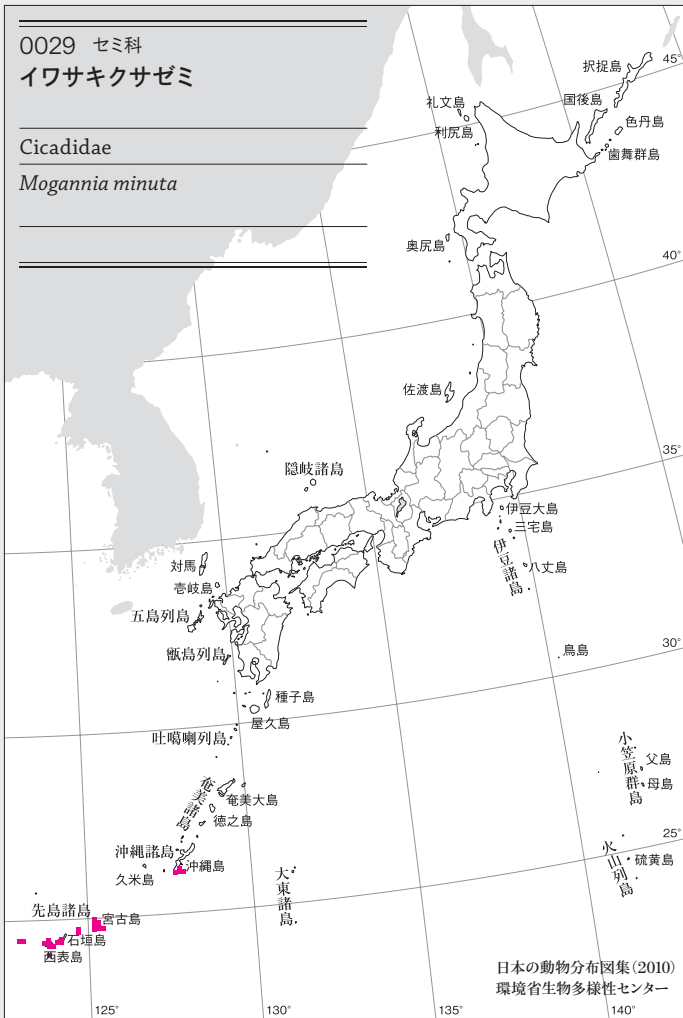 0029 セミ科
イワサキクサゼミ
Cicadidae
Mogannia minuta
択捉島
45°
国後島
礼文島
色丹島
利尻島
歯舞群島
奥尻島
40°
佐渡島
35°
隠岐諸島
伊豆大島
三宅島
伊豆諸島
八丈島
対馬
壱岐島
五島列島
甑島列島
鳥島
30°
種子島
屋久島
吐噶喇列島
小笠原群島
父島
母島
奄美諸島
奄美大島
徳之島
25°
沖縄諸島
沖縄島
久米島
火山列島
硫黄島
大東諸島
先島諸島
宮古島
石垣島
西表島
日本の動物分布図集(2010)
環境省生物多様性センター
125°
130°
135°
140°